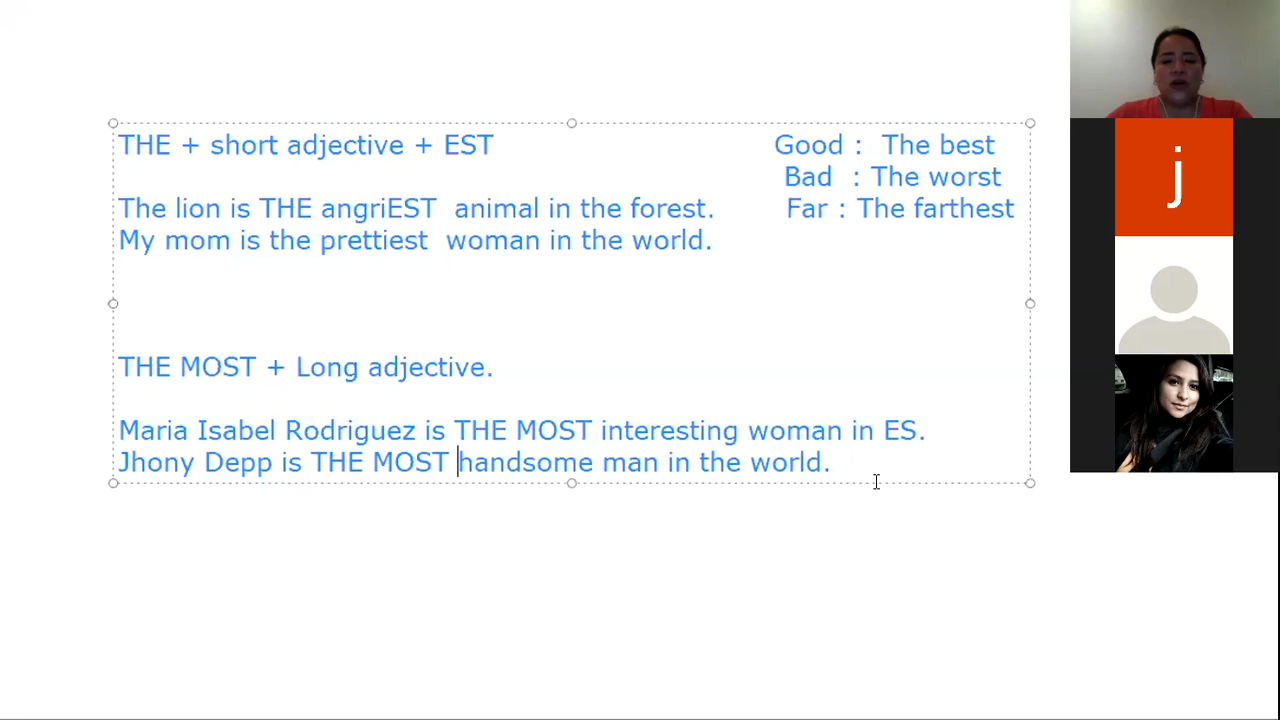 THE + short adjective + EST
Good : The best
Bad : The worst
The lion is THE angriEST animal in the forest.
Far : The farthest
My mom is the prettiest woman in the world.
THE MOST + Long adjective.
Maria Isabel Rodriguez is THE MOST interesting woman in ES.
Jhony Depp is THE MOST handsome man in the world.
j